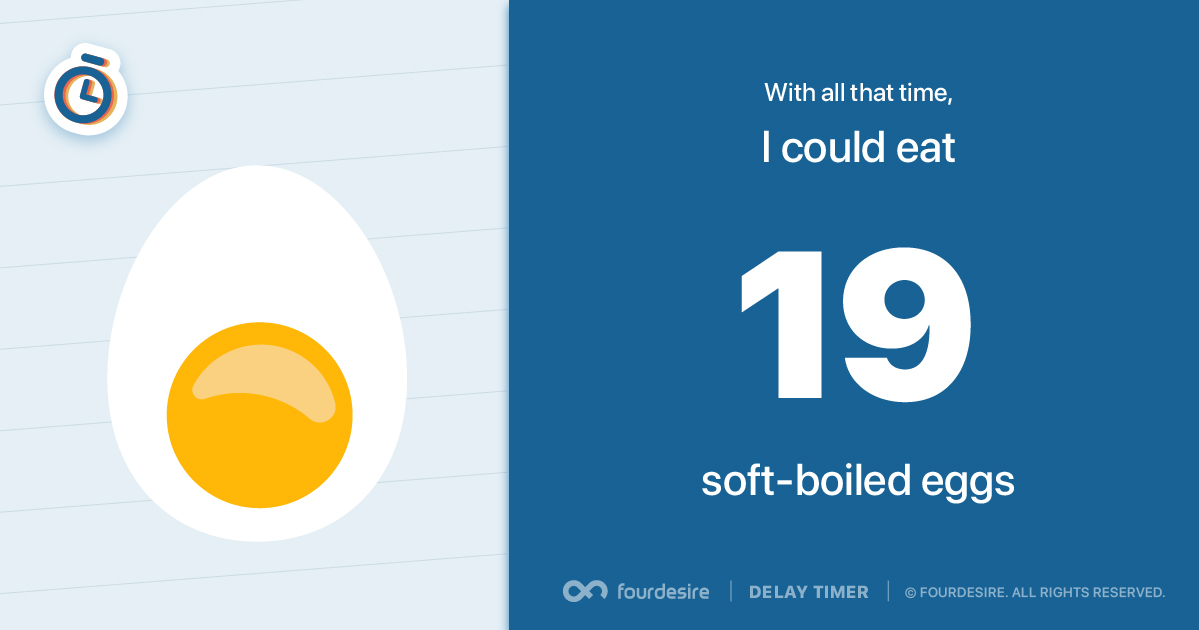 With all that time,
I could eat
19
soft-boiled eggs
fourdesire | DELAY TIMER | © FOURDESIRE. ALL RIGHTS RESERVED.